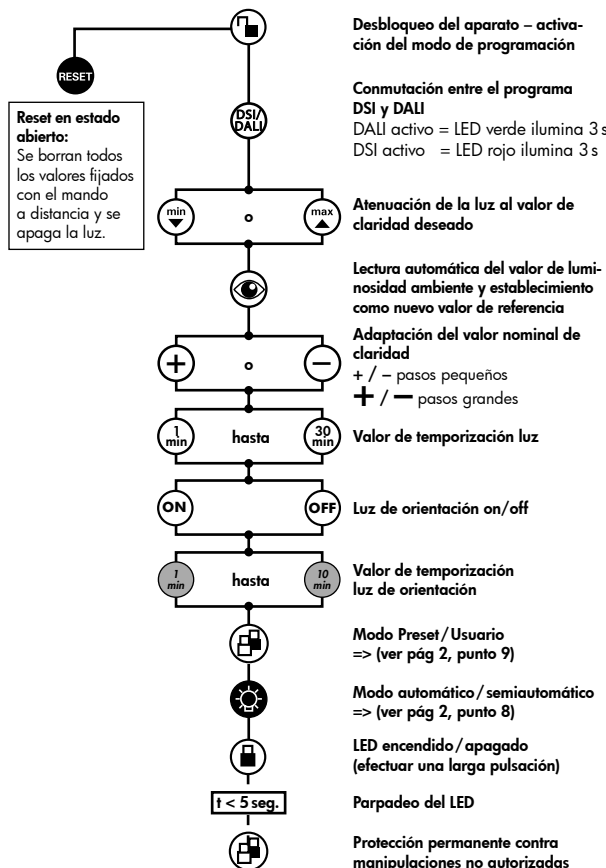 Desbloqueo del aparato – activa-
ción del modo de programación
RESET
Reset en estado
abierto:
Se borran todos
los valores fijados
con el mando
a distancia y se
apaga la luz.
DSI/
DALI
Conmutación entre el programa
DSI y DALI
DALI activo = LED verde ilumina 3 s
DSI activo = LED rojo ilumina 3 s
min o max
Atenuación de la luz al valor de
claridad deseado
Lectura automática del valor de lumi-
nosidad ambiente y establecimiento
como nuevo valor de referencia
+ o –
Adaptación del valor nominal de
claridad
+ / – pasos pequeños
+ / – pasos grandes
1 min hasta 30 min
Valor de temporización luz
ON OFF
Luz de orientación on/off
1 min hasta 10 min
Valor de temporización
luz de orientación
Modo Preset/Usuario
=> (ver pág 2, punto 9)
Modo automático/semiautomático
=> (ver pág 2, punto 8)
LED encendido/apagado
(efectuar una larga pulsación)
t < 5 seg.
Parpadeo del LED
Protección permanente contra
manipulaciones no autorizadas